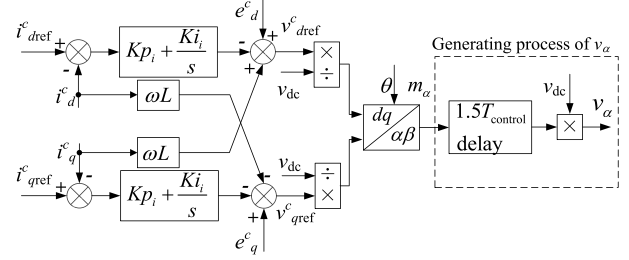 e^c_d
i^c_dref + - Kp_i + Ki_i/s - + + v^c_dref × ÷
Generating process of v_α
i^c_d ωL v_dc θ m_α v_dc
dq/αβ 1.5T_control delay × v_α
i^c_q ωL v_dc
i^c_qref + - Kp_i + Ki_i/s - - + v^c_qref ÷ ×
e^c_q